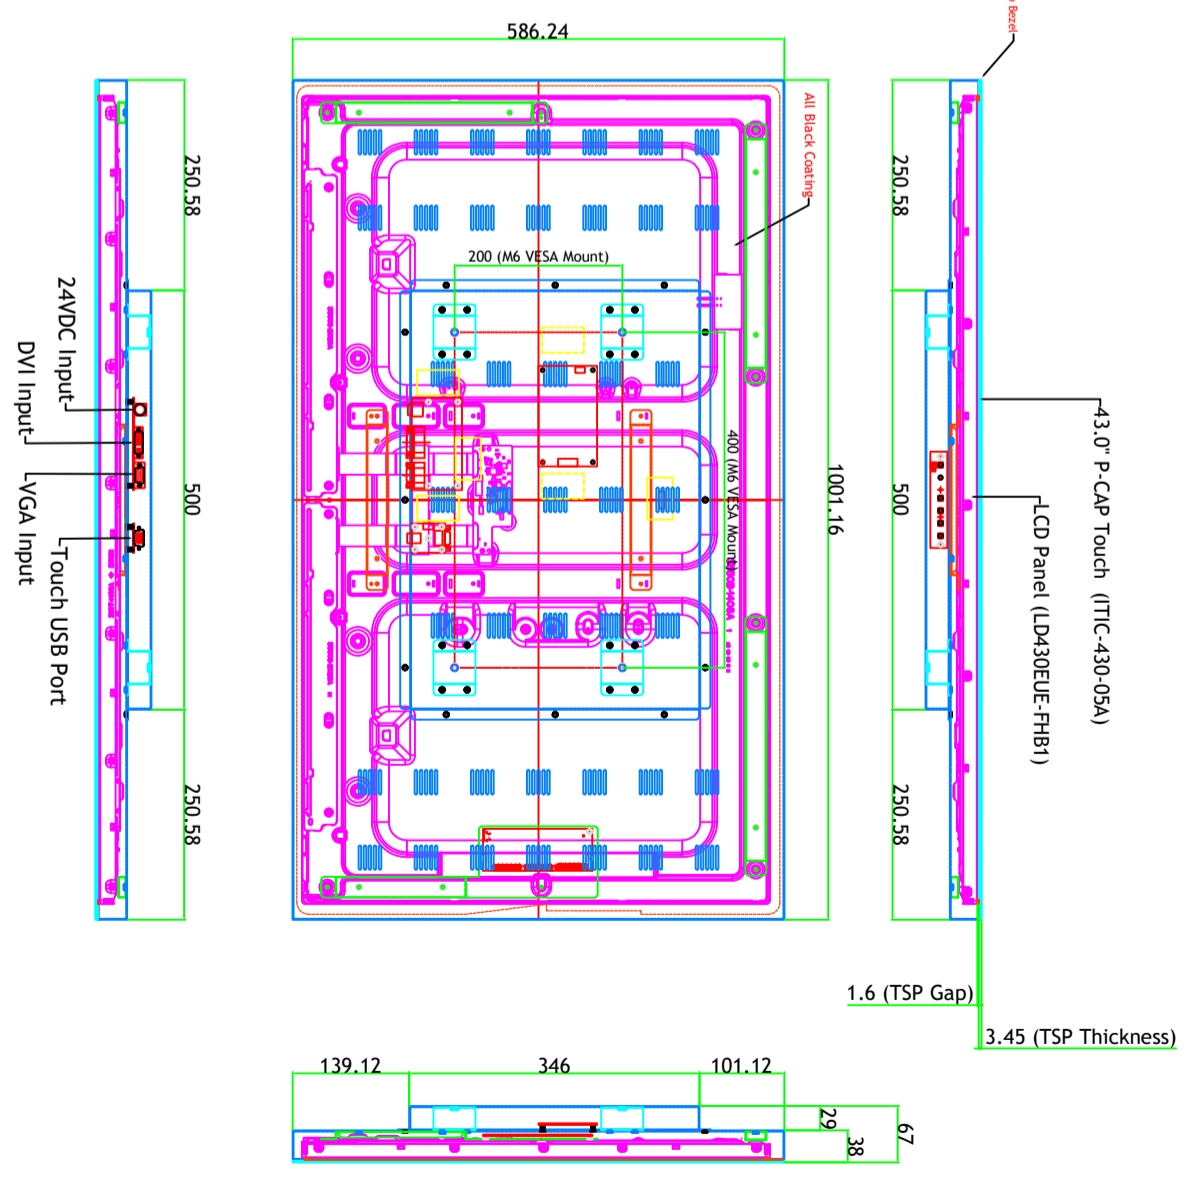 Bezel
586.24
All Black Coating
250.58
250.58
200 (M6 VESA Mount)
24VDC Input
DVI Input
VGA Input
Touch USB Port
500
400 (M6 VESA Mount)
1001.16
500
43.0" P-CAP Touch (ITIC-430-05A)
LCD Panel (LD430EUE-FHB1)
250.58
250.58
1.6 (TSP Gap)
3.45 (TSP Thickness)
139.12
346
101.12
29
38
67